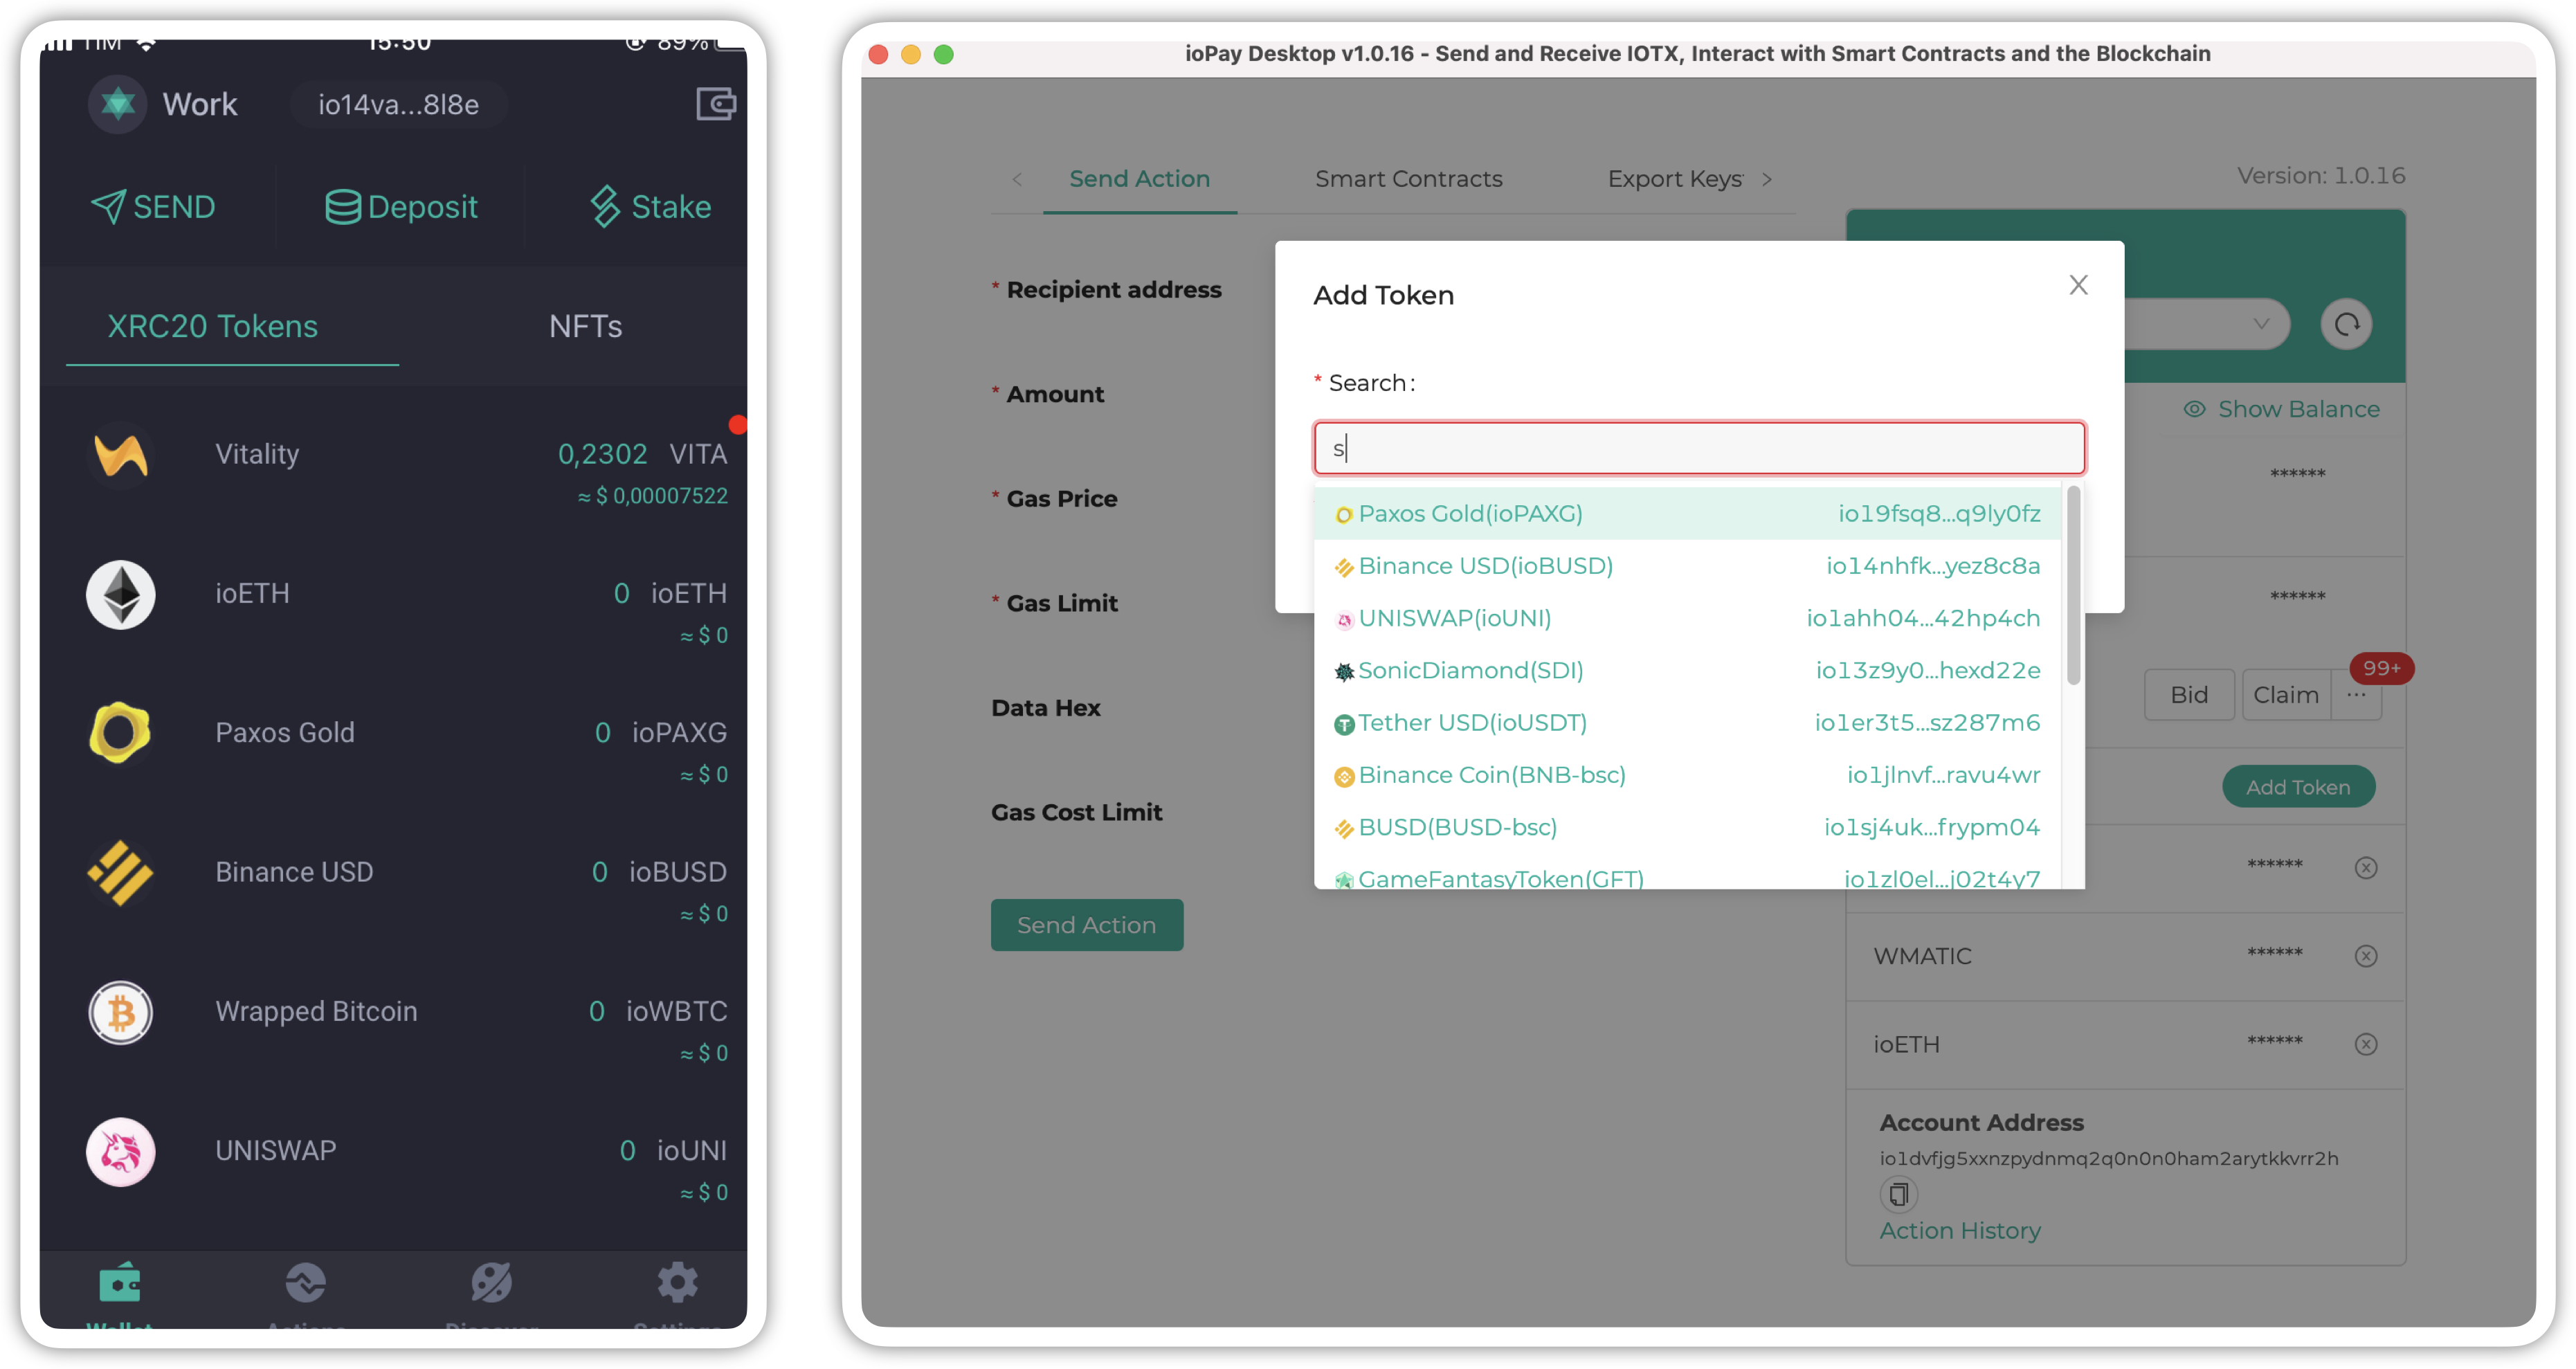 TIM 15:50 89%
Work io14va...8l8e
SEND Deposit Stake
XRC20 Tokens NFTs
Vitality 0,2302 VITA
≈ $ 0,00007522
ioETH 0 ioETH
≈ $ 0
Paxos Gold 0 ioPAXG
≈ $ 0
Binance USD 0 ioBUSD
≈ $ 0
Wrapped Bitcoin 0 ioWBTC
≈ $ 0
UNISWAP 0 ioUNI
≈ $ 0
Wallet Actions Discover Settings
ioPay Desktop v1.0.16 - Send and Receive IOTX, Interact with Smart Contracts and the Blockchain
< Send Action Smart Contracts Export Keys >
Version: 1.0.16
* Recipient address
* Amount
* Gas Price
* Gas Limit
Data Hex
Gas Cost Limit
Send Action
Add Token X
* Search:
s
Paxos Gold(ioPAXG) io19fsq8...q9ly0fz
Binance USD(ioBUSD) io14nhfk...yez8c8a
UNISWAP(ioUNI) io1ahh04...42hp4ch
SonicDiamond(SDI) io13z9y0...hexd22e
Tether USD(ioUSDT) io1er3t5...sz287m6
Binance Coin(BNB-bsc) io1jlnvf...ravu4wr
BUSD(BUSD-bsc) io1sj4uk...frypm04
GameFantasyToken(GFT) io1zl0el...j02t4y7
Show Balance
******
******
99+
Bid Claim ...
Add Token
******
WMATIC ******
ioETH ******
Account Address
io1dvfjg5xxnzpydnmq2q0n0n0ham2arytkkvrr2h
Action History